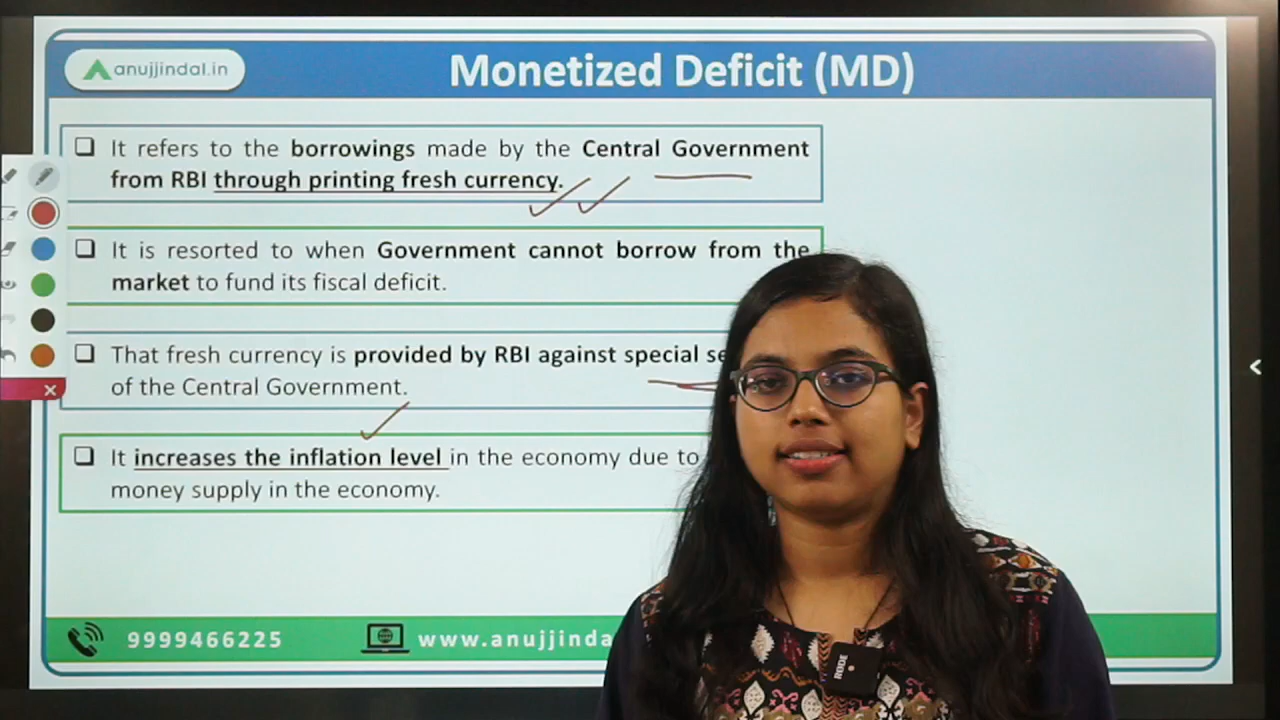 anujjindal.in
Monetized Deficit (MD)
It refers to the borrowings made by the Central Government
from RBI through printing fresh currency.
It is resorted to when Government cannot borrow from the
market to fund its fiscal deficit.
That fresh currency is provided by RBI against special se
of the Central Government.
It increases the inflation level in the economy due to
money supply in the economy.
9999466225
www.anujjinda
RODE